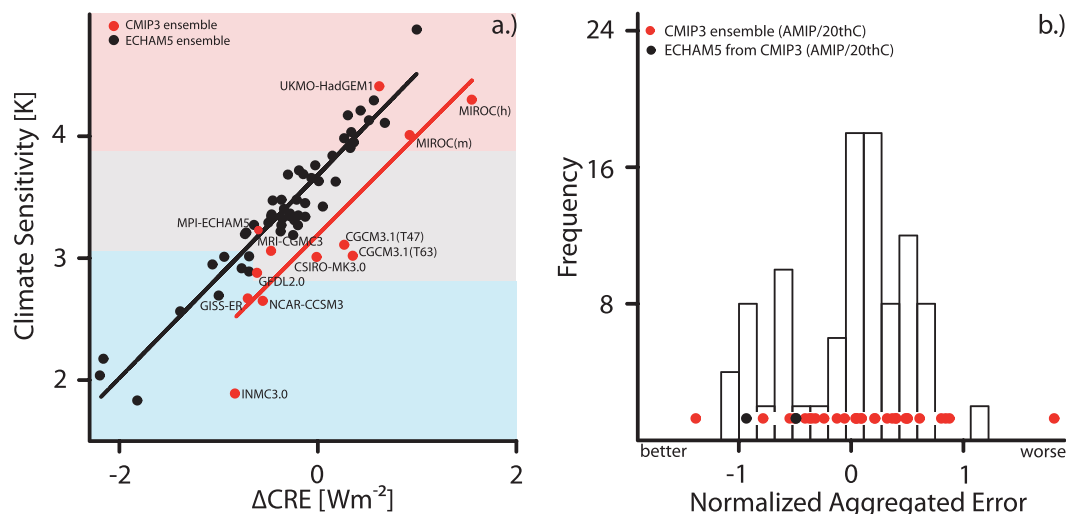 a.)
CMIP3 ensemble
ECHAM5 ensemble
UKMO-HadGEM1
MIROC(h)
MIROC(m)
MPI-ECHAM5
MRI-CGMC3
CGCM3.1(T47)
CGCM3.1(T63)
CSIRO-MK3.0
GFDL2.0
GISS-ER
NCAR-CCSM3
INMC3.0
Climate Sensitivity [K]
4
3
2
-2
0
2
ΔCRE [Wm⁻²]
b.)
CMIP3 ensemble (AMIP/20thC)
ECHAM5 from CMIP3 (AMIP/20thC)
Frequency
24
16
8
better
worse
-1
0
1
Normalized Aggregated Error